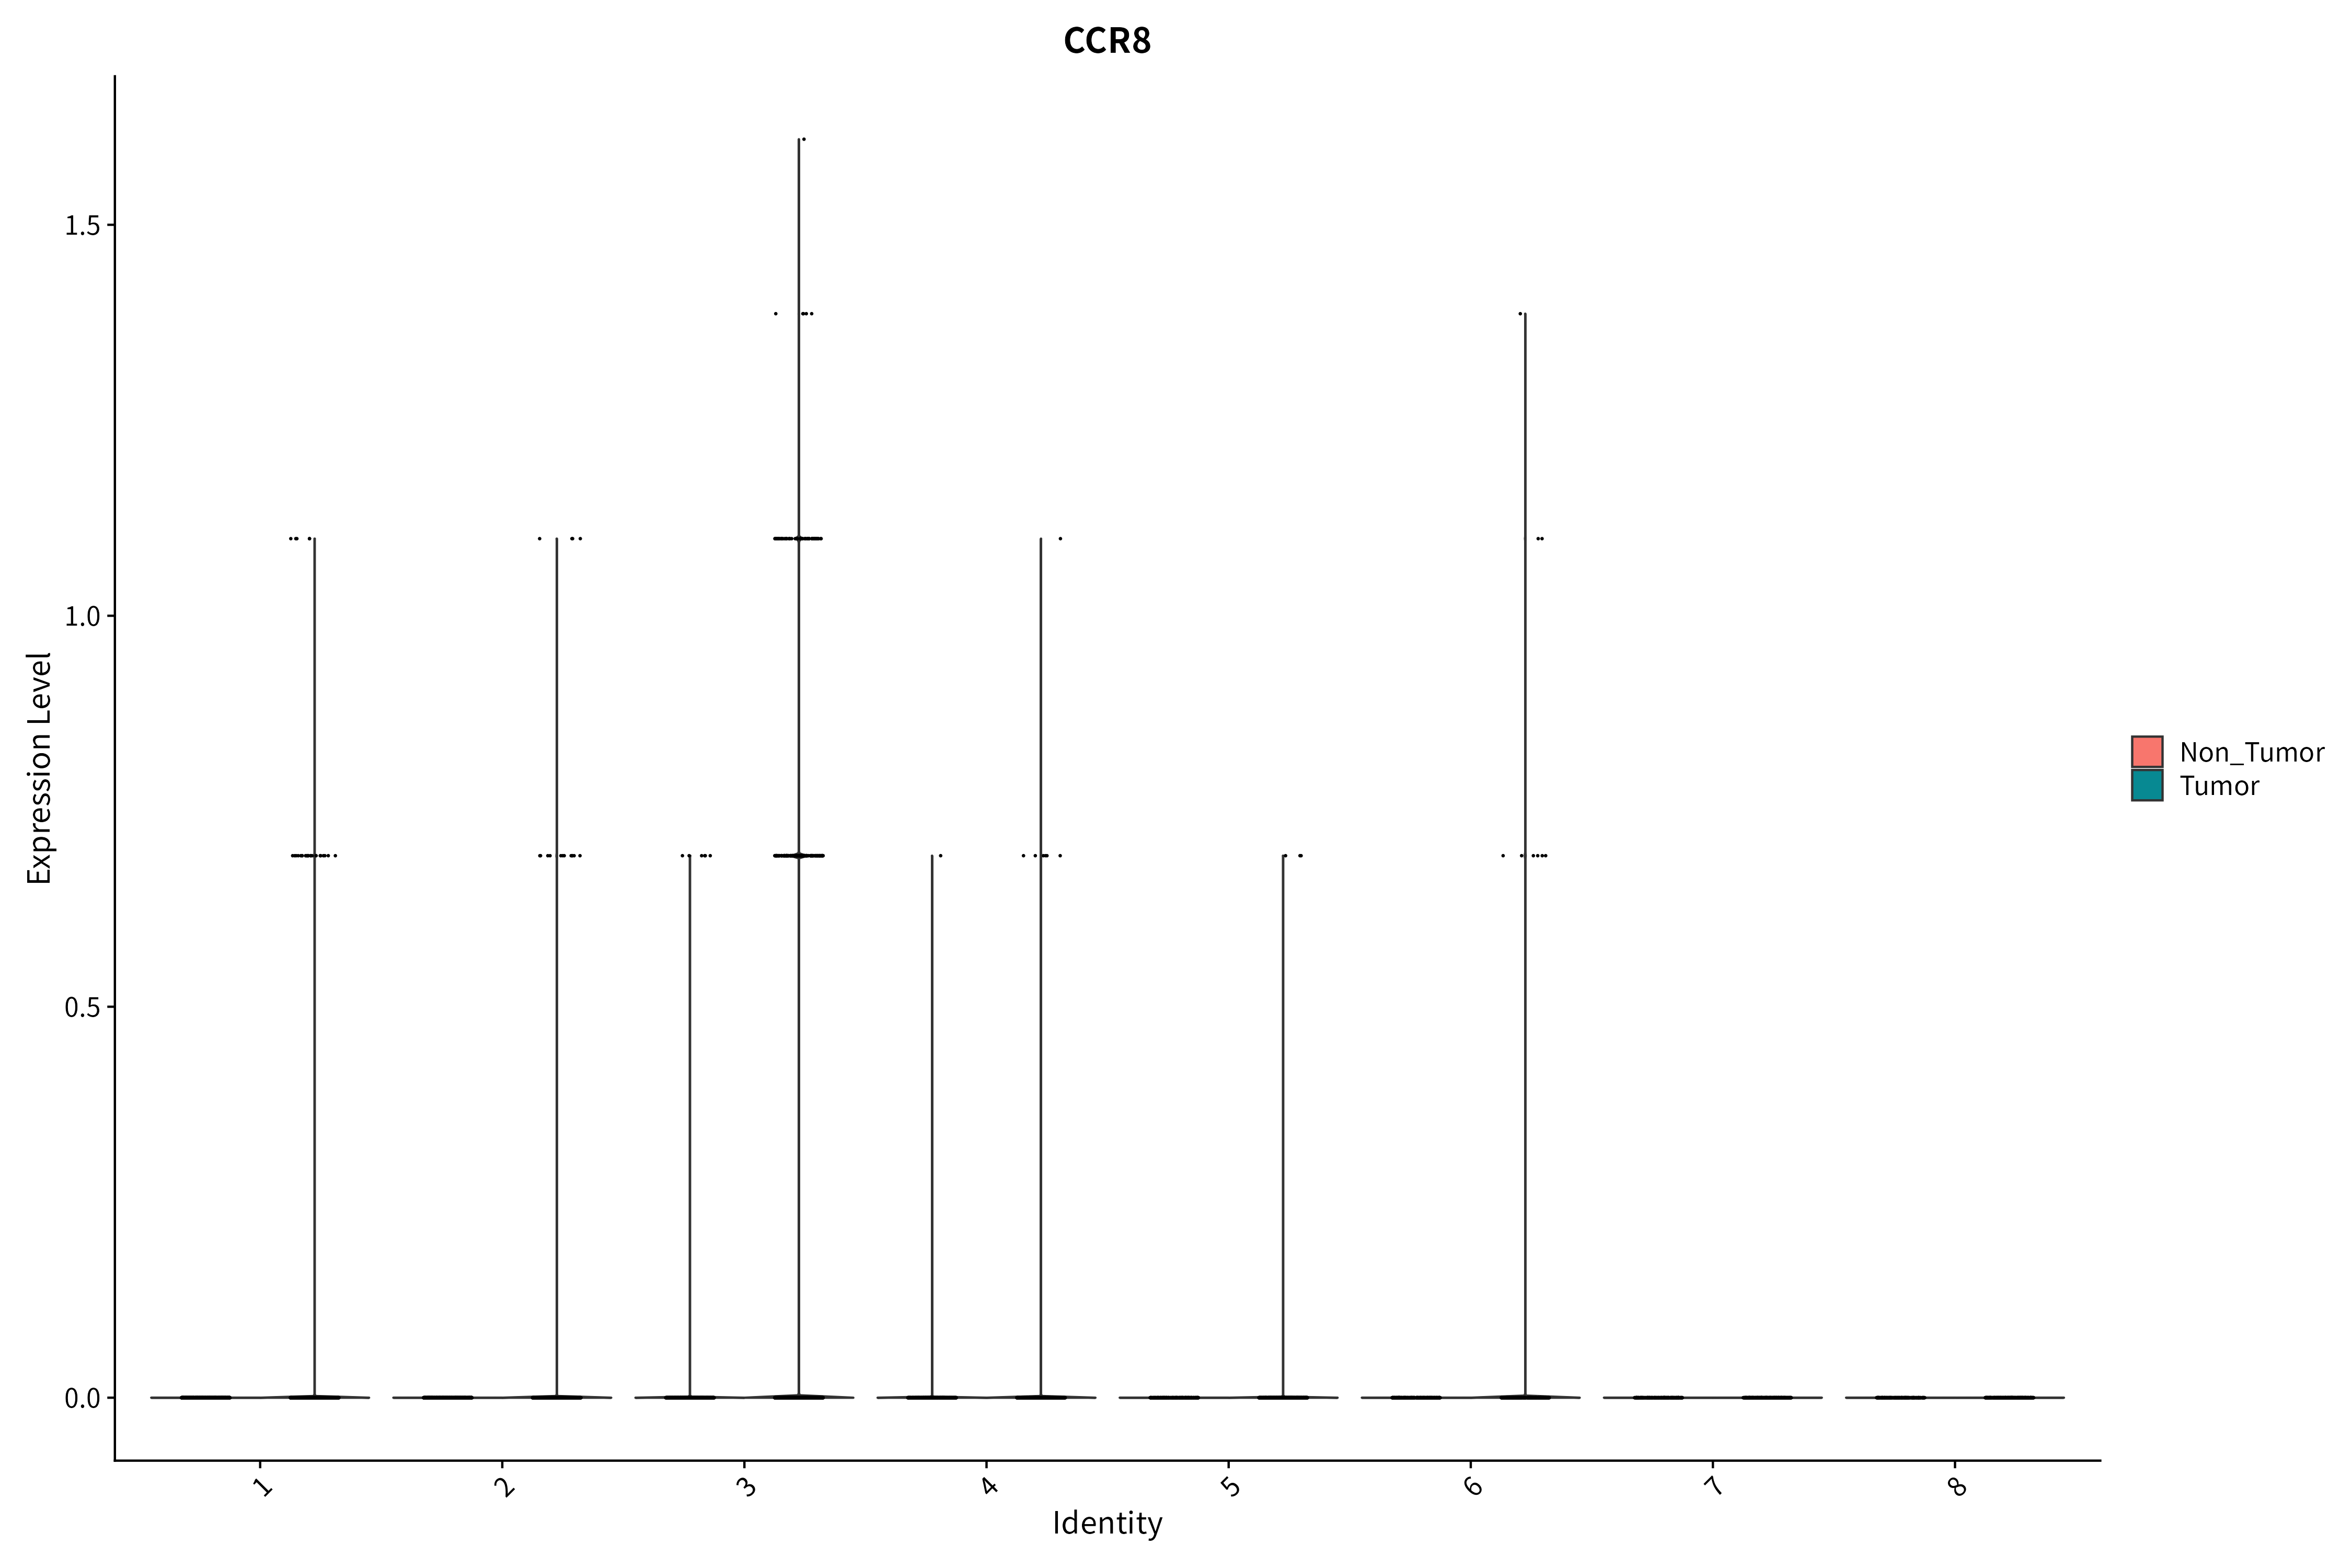 CCR8
1.5
1.0
0.5
0.0
Expression Level
1 2 3 4 5 6 7 8
Identity
Non_Tumor
Tumor